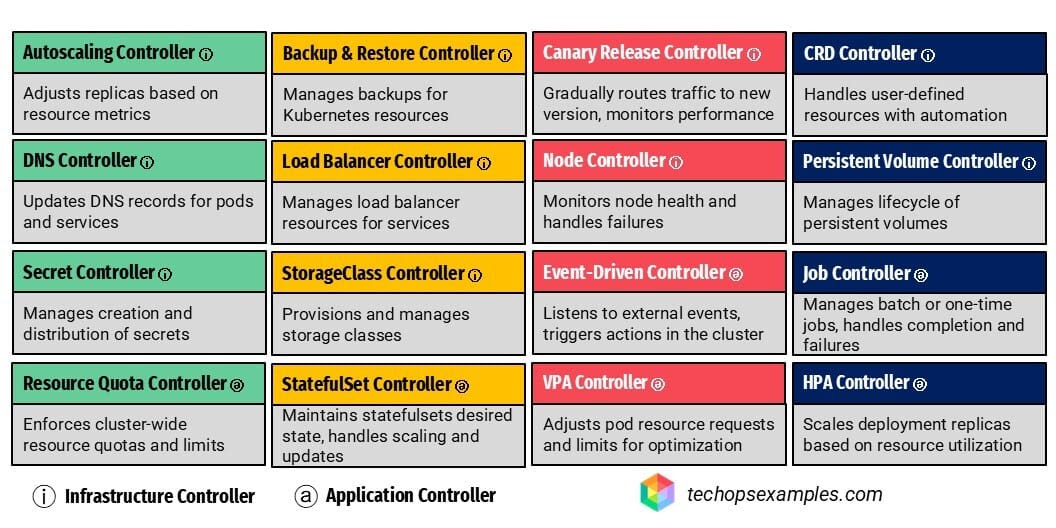 Autoscaling Controller ⓘ
Adjusts replicas based on
resource metrics
Backup & Restore Controller ⓘ
Manages backups for
Kubernetes resources
Canary Release Controller ⓘ
Gradually routes traffic to new
version, monitors performance
CRD Controller ⓘ
Handles user-defined
resources with automation
DNS Controller ⓘ
Updates DNS records for pods
and services
Load Balancer Controller ⓘ
Manages load balancer
resources for services
Node Controller ⓘ
Monitors node health and
handles failures
Persistent Volume Controller ⓘ
Manages lifecycle of
persistent volumes
Secret Controller ⓘ
Manages creation and
distribution of secrets
StorageClass Controller ⓘ
Provisions and manages
storage classes
Event-Driven Controller ⓐ
Listens to external events,
triggers actions in the cluster
Job Controller ⓐ
Manages batch or one-time
jobs, handles completion and
failures
Resource Quota Controller ⓐ
Enforces cluster-wide
resource quotas and limits
StatefulSet Controller ⓐ
Maintains statefulsets desired
state, handles scaling and
updates
VPA Controller ⓐ
Adjusts pod resource requests
and limits for optimization
HPA Controller ⓐ
Scales deployment replicas
based on resource utilization
ⓘ Infrastructure Controller
ⓐ Application Controller
techopsexamples.com